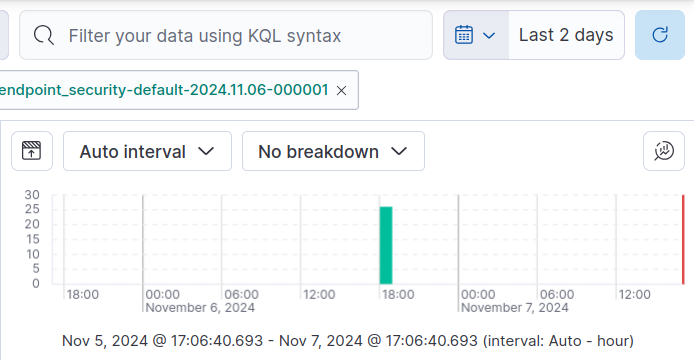 Filter your data using KQL syntax
Last 2 days
endpoint_security-default-2024.11.06-000001 ×
Auto interval
No breakdown
30
25
20
15
10
5
0
18:00 00:00 06:00 12:00 18:00 00:00 06:00 12:00
November 6, 2024 November 7, 2024
Nov 5, 2024 @ 17:06:40.693 - Nov 7, 2024 @ 17:06:40.693 (interval: Auto - hour)